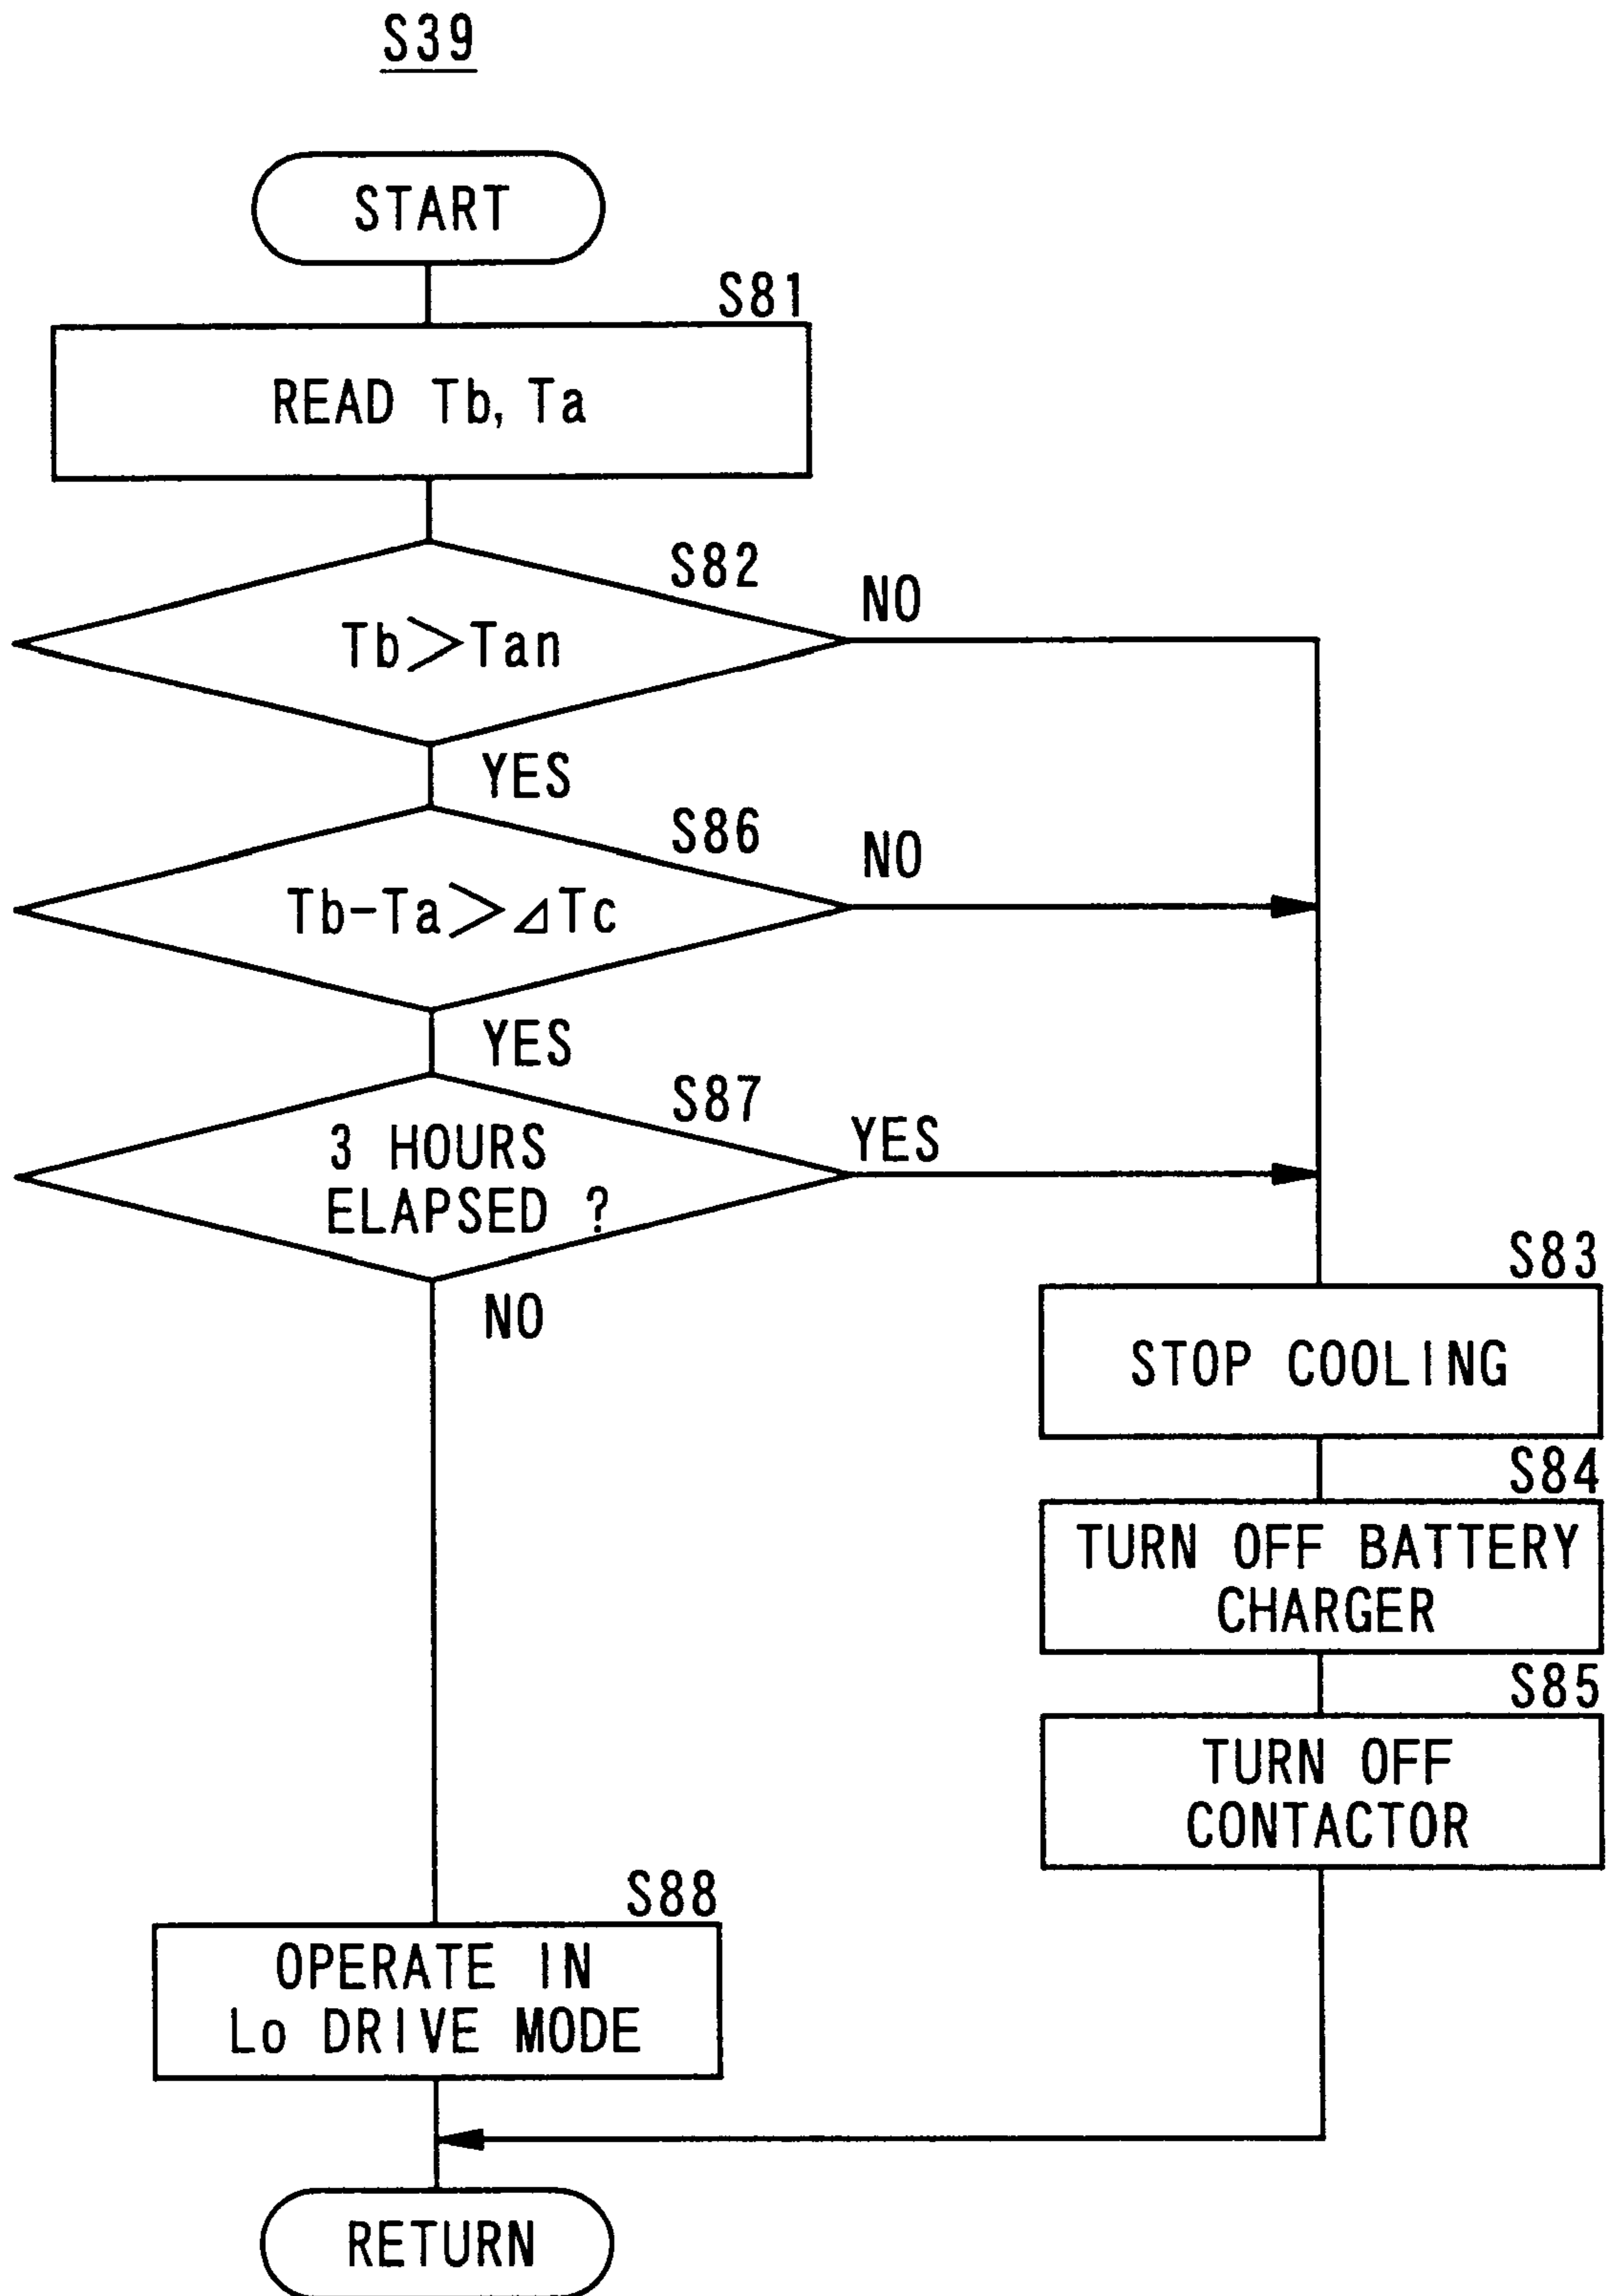 S39
START
S81
READ Tb, Ta
S82
NO
Tb>Tan
YES
S86
NO
Tb-Ta>⊿Tc
YES
S87
YES
3 HOURS
ELAPSED ?
NO
S83
STOP COOLING
S84
TURN OFF BATTERY
CHARGER
S85
TURN OFF
CONTACTOR
S88
OPERATE IN
Lo DRIVE MODE
RETURN